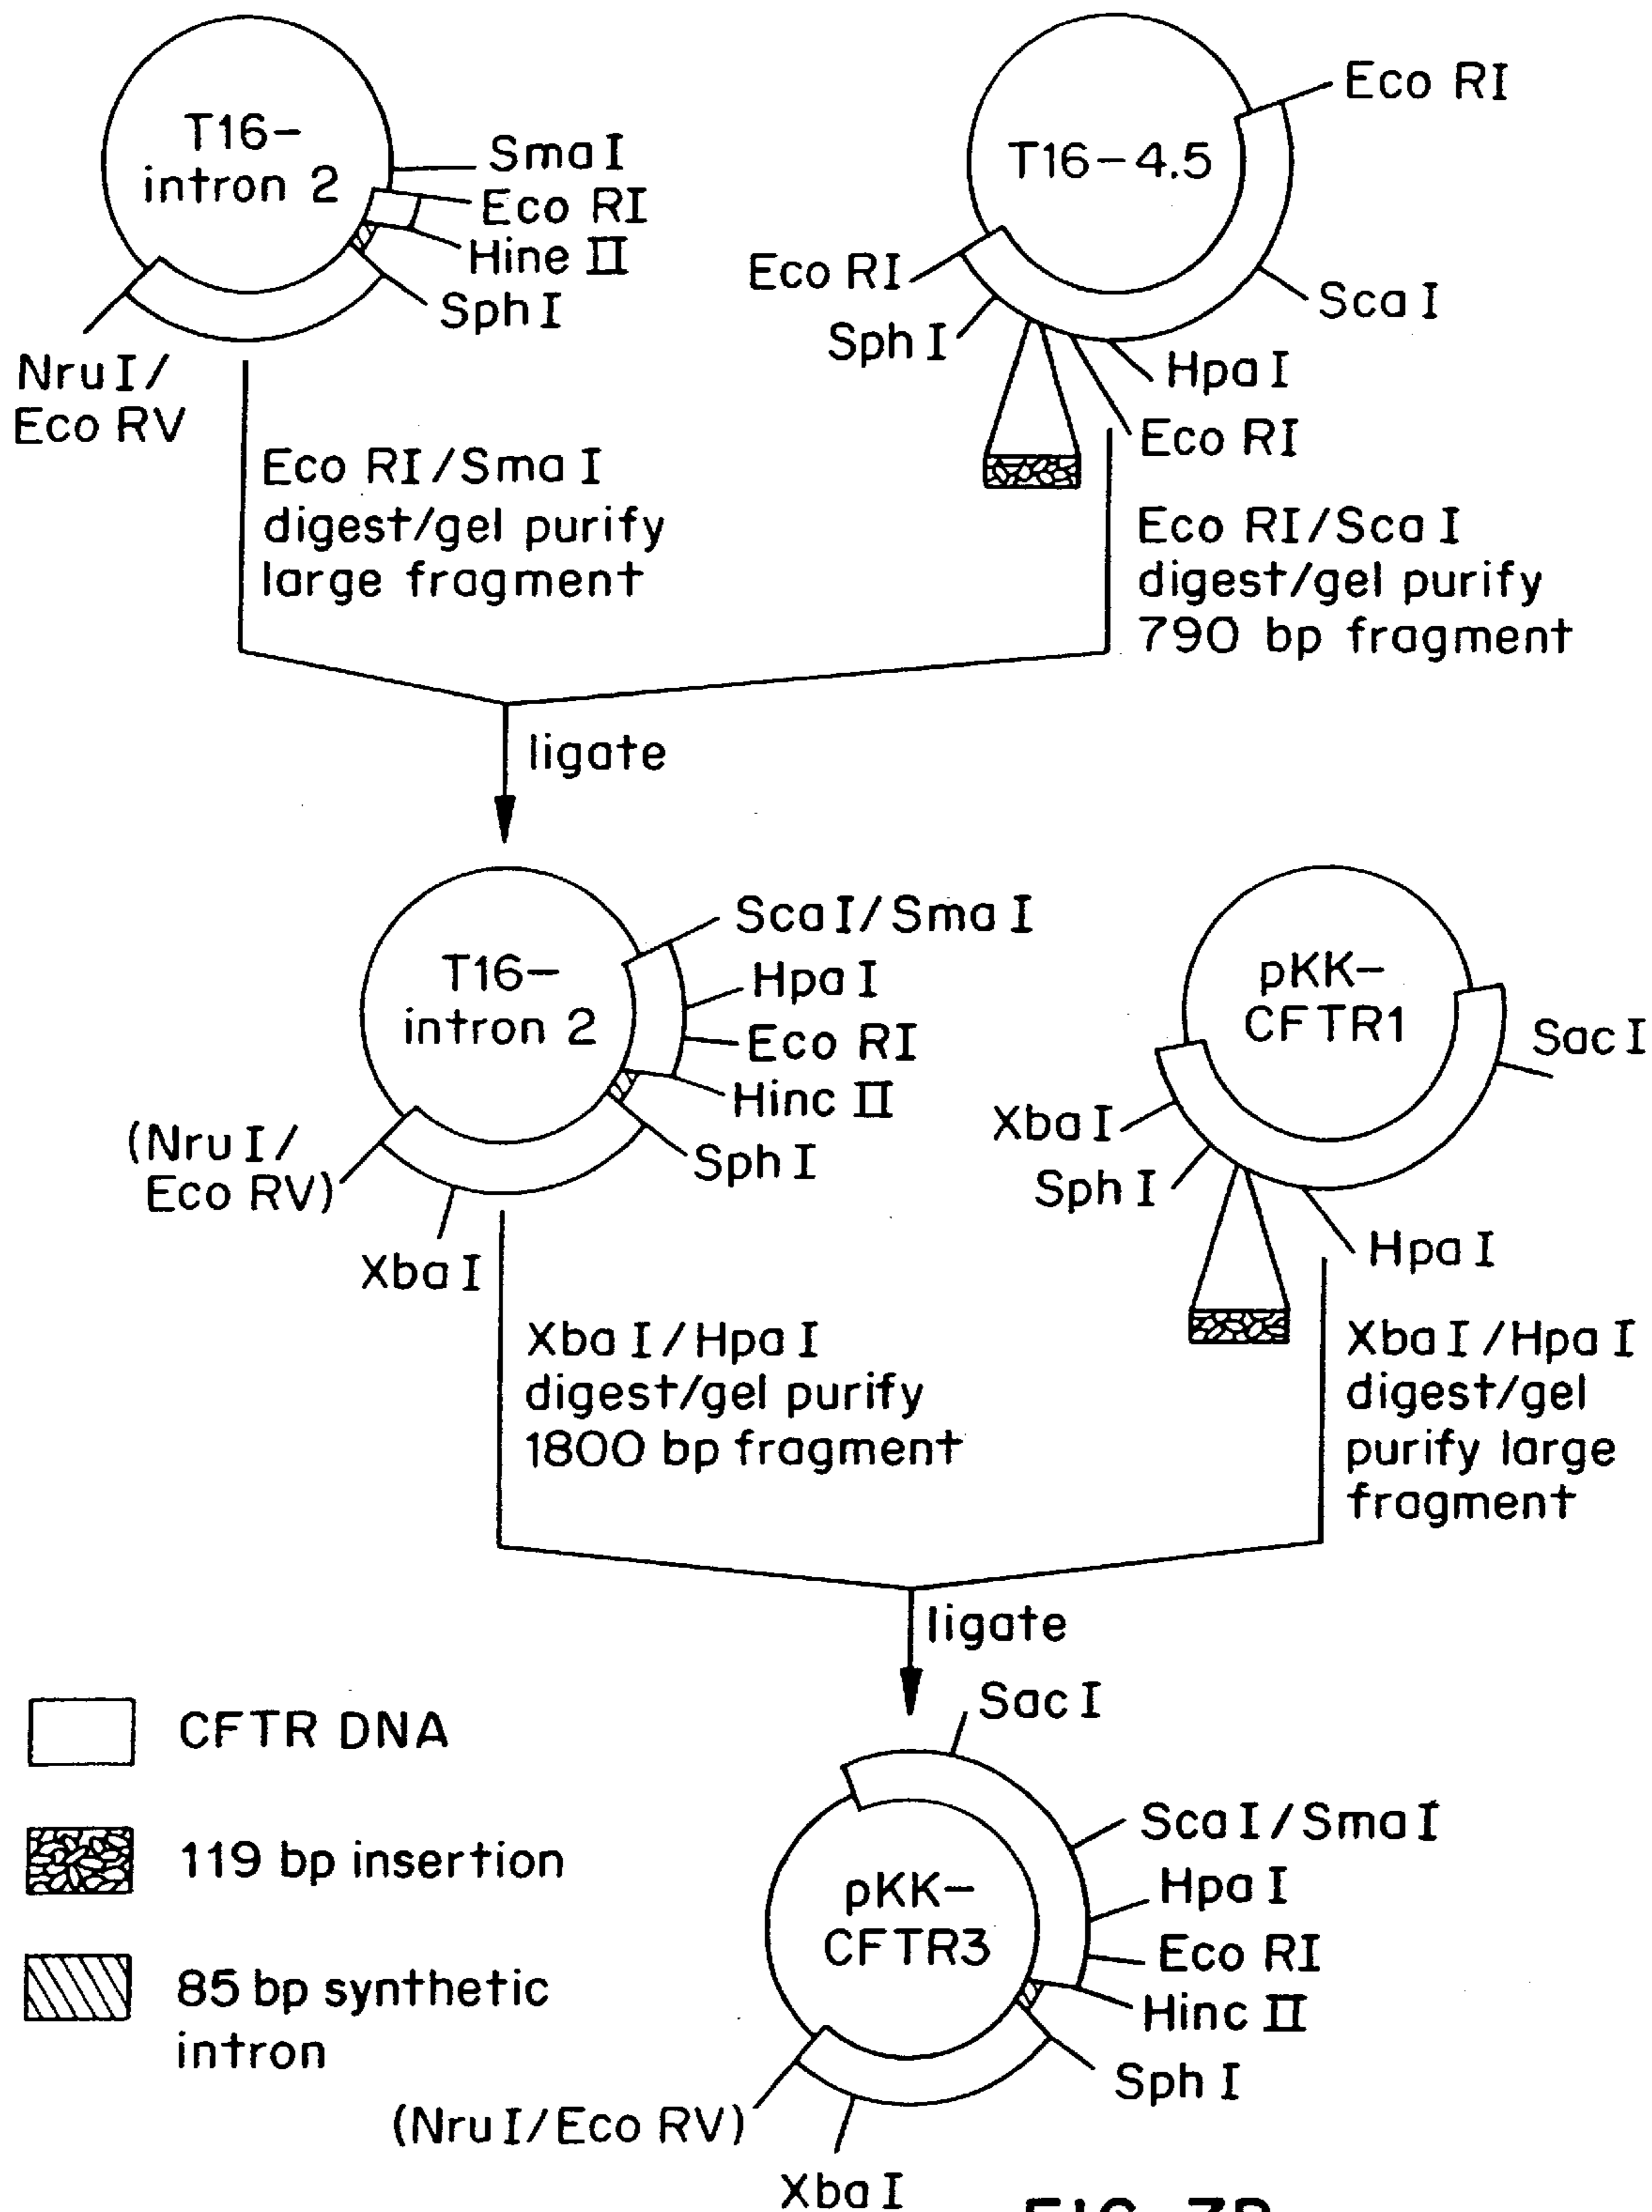 T16-
intron 2
Sma I
Eco RI
Hine II
Sph I
Nru I/
Eco RV
T16-4.5
Eco RI
Eco RI
Sph I
Sca I
Hpa I
Eco RI
Eco RI/Sma I
digest/gel purify
large fragment
Eco RI/Sca I
digest/gel purify
790 bp fragment
ligate
T16-
intron 2
Sca I/Sma I
Hpa I
Eco RI
Hinc II
Sph I
(Nru I/
Eco RV)
Xba I
pKK-
CFTR1
Sac I
Xba I
Sph I
Hpa I
Xba I/Hpa I
digest/gel purify
1800 bp fragment
Xba I/Hpa I
digest/gel
purify large
fragment
ligate
CFTR DNA
119 bp insertion
85 bp synthetic
intron
Sac I
Sca I/Sma I
Hpa I
Eco RI
Hinc II
Sph I
pKK-
CFTR3
(Nru I/Eco RV)
Xba I